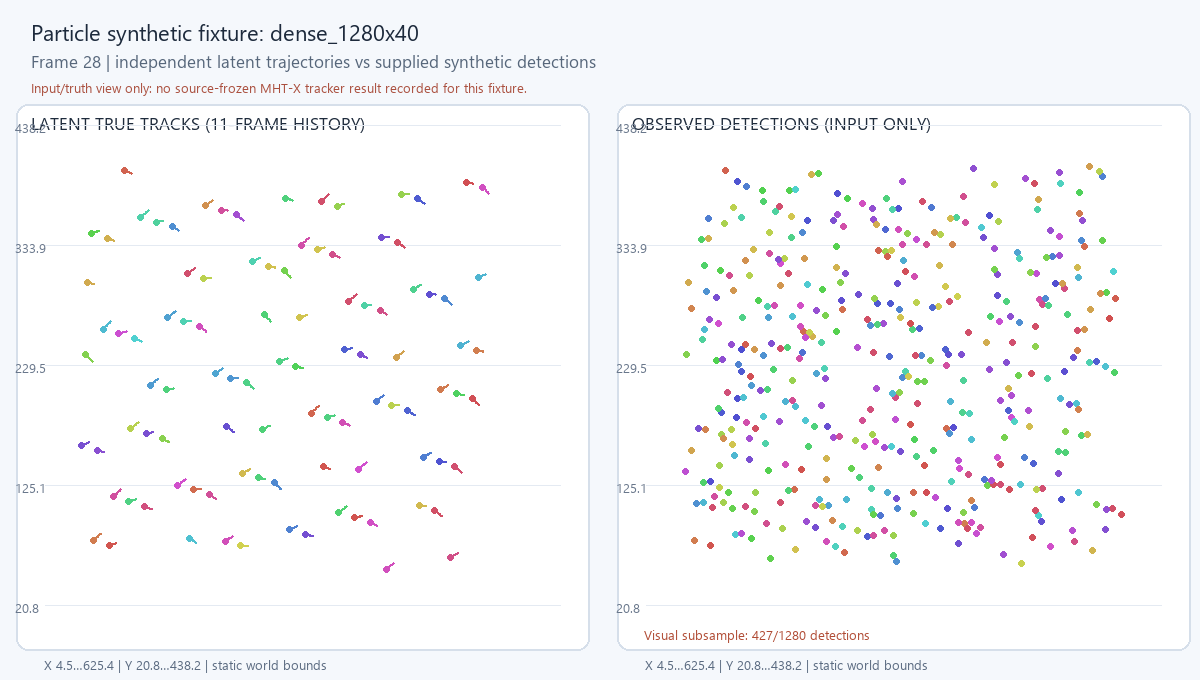 Particle synthetic fixture: dense_1280x40
Frame 28 | independent latent trajectories vs supplied synthetic detections
Input/truth view only: no source-frozen MHT-X tracker result recorded for this fixture.
LATENT TRUE TRACKS (11-FRAME HISTORY)
438.2
333.9
229.5
125.1
20.8
X 4.5...625.4 | Y 20.8...438.2 | static world bounds
OBSERVED DETECTIONS (INPUT ONLY)
438.2
333.9
229.5
125.1
20.8
Visual subsample: 427/1280 detections
X 4.5...625.4 | Y 20.8...438.2 | static world bounds